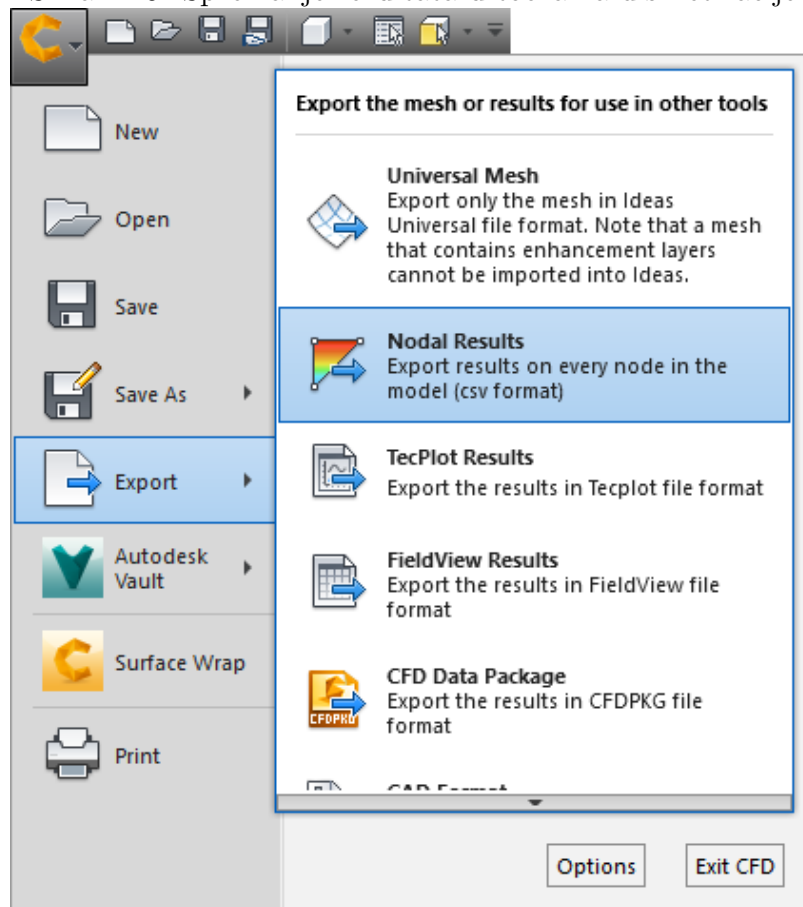 New
Open
Save
Save As
Export
Autodesk
Vault
Surface Wrap
Print
Export the mesh or results for use in other tools
Universal Mesh
Export only the mesh in Ideas
Universal file format. Note that a mesh
that contains enhancement layers
cannot be imported into Ideas.
Nodal Results
Export results on every node in the
model (csv format)
TecPlot Results
Export the results in Tecplot file format
FieldView Results
Export the results in FieldView file
format
CFDPKG
CFD Data Package
Export the results in CFDPKG file
format
CAD Format
Options
Exit CFD